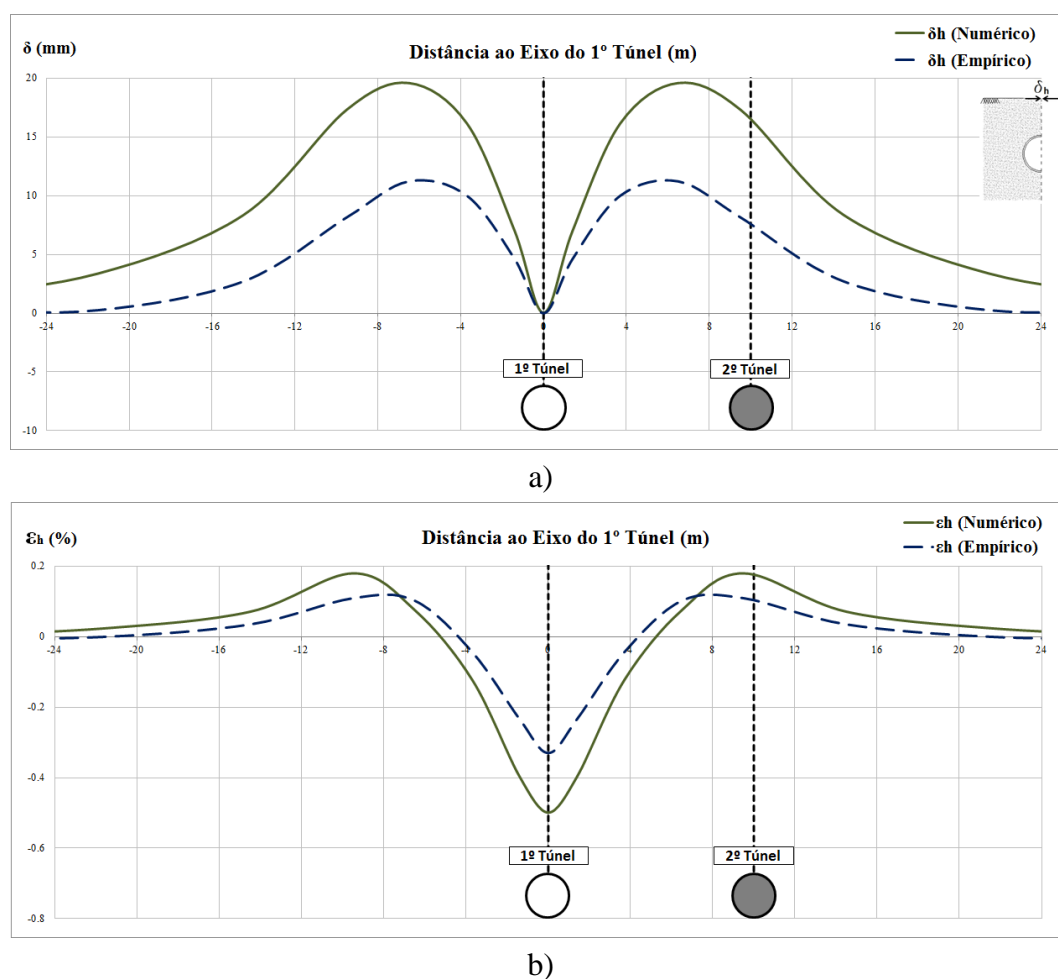 δ (mm)
Distância ao Eixo do 1º Túnel (m)
δh (Numérico)
δh (Empírico)
δh
20
15
10
5
0
-5
-10
-24 -20 -16 -12 -8 -4 0 4 8 12 16 20 24
1º Túnel
2º Túnel
a)
εh (%)
Distância ao Eixo do 1º Túnel (m)
εh (Numérico)
εh (Empírico)
0.2
0
-0.2
-0.4
-0.6
-0.8
-24 -20 -16 -12 -8 -4 0 4 8 12 16 20 24
1º Túnel
2º Túnel
b)